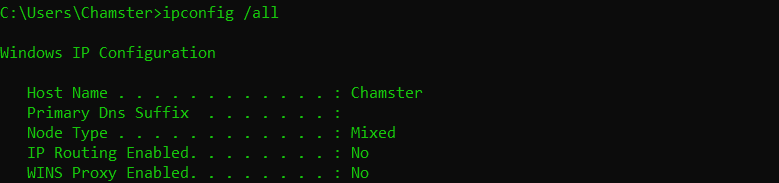 C:\Users\Chamster>ipconfig /all
Windows IP Configuration
Host Name . . . . . . . . . . . . : Chamster
Primary Dns Suffix  . . . . . . . :
Node Type . . . . . . . . . . . . : Mixed
IP Routing Enabled. . . . . . . . : No
WINS Proxy Enabled. . . . . . . . : No